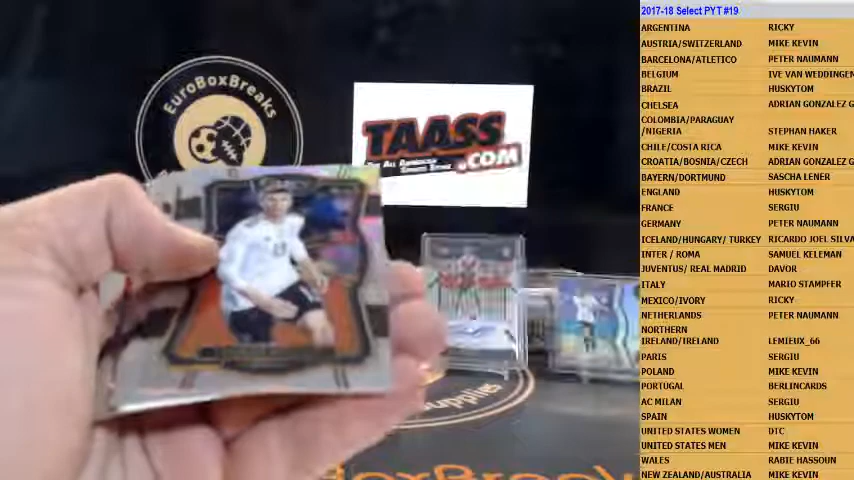 EuroBoxBreaks
TAASS
.COM
2017-18 Select PYT #19
ARGENTINA RICKY
AUSTRIA/SWITZERLAND MIKE KEVIN
BARCELONA/ATLETICO PETER NAUMANN
BELGIUM IVE VAN WEDDINGEN
BRAZIL HUSKYTOM
CHELSEA ADRIAN GONZALEZ G
COLOMBIA/PARAGUAY
/NIGERIA STEPHAN HAKER
CHILE/COSTA RICA MIKE KEVIN
CROATIA/BOSNIA/CZECH ADRIAN GONZALEZ G
BAYERN/DORTMUND SASCHA LENER
ENGLAND HUSKYTOM
FRANCE SERGIU
GERMANY PETER NAUMANN
ICELAND/HUNGARY/ TURKEY RICARDO JOEL SILVA
INTER / ROMA SAMUEL KELEMAN
JUVENTUS/ REAL MADRID DAVOR
ITALY MARIO STAMPFER
MEXICO/IVORY RICKY
NETHERLANDS PETER NAUMANN
NORTHERN
IRELAND/IRELAND LEMIEUX_66
PARIS SERGIU
POLAND MIKE KEVIN
PORTUGAL BERLINCARDS
AC MILAN SERGIU
SPAIN HUSKYTOM
UNITED STATES WOMEN DTC
UNITED STATES MEN MIKE KEVIN
WALES RABIE HASSOUN
NEW ZEALAND/AUSTRALIA MIKE KEVIN